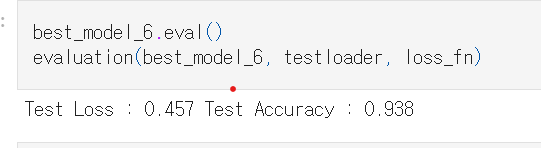 best_model_6.eval()
evaluation(best_model_6, testloader, loss_fn)
Test Loss : 0.457 Test Accuracy : 0.938